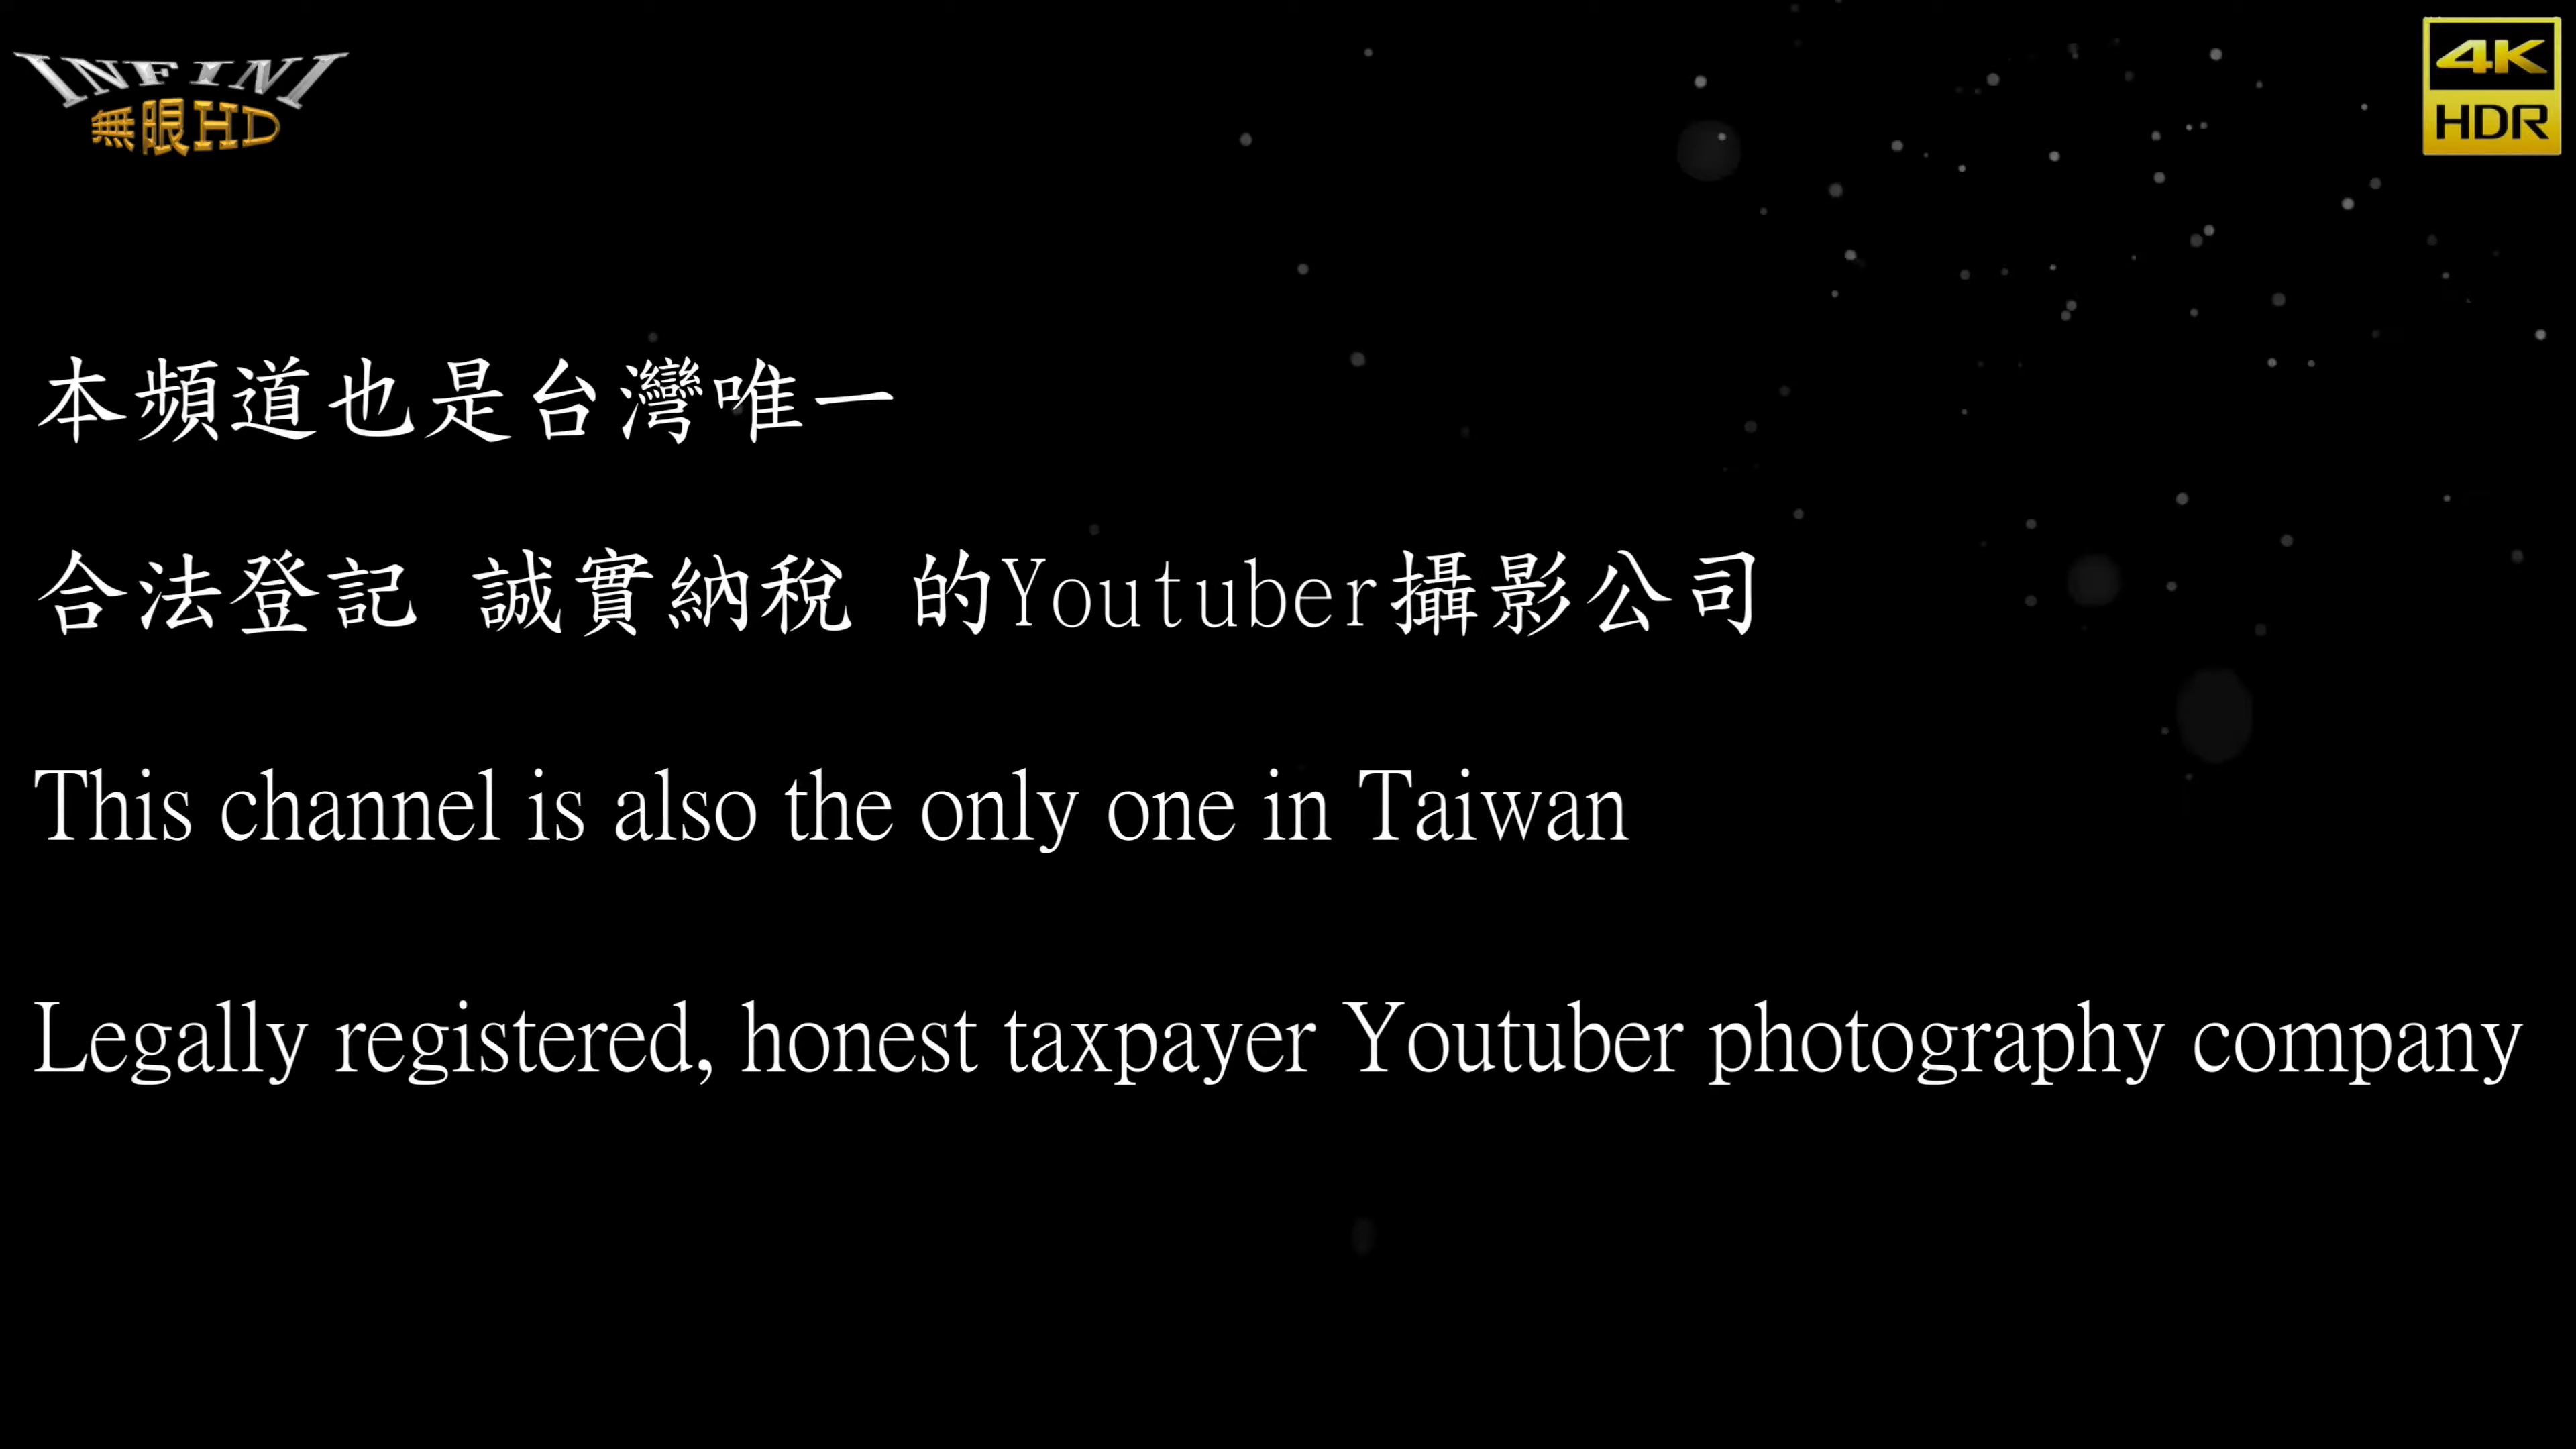 INFINI
無限HD
4K
HDR
本頻道也是台灣唯一
合法登記 誠實納稅 的Youtuber攝影公司
This channel is also the only one in Taiwan
Legally registered, honest taxpayer Youtuber photography company